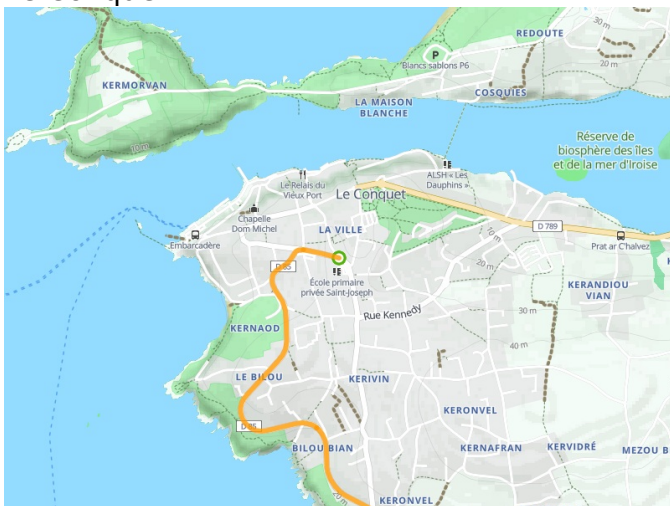 REDOUTE
30 m
P
Blancs sablons P6
20 m
KERMORVAN
COSQUIES
LA MAISON
BLANCHE
10 m
Réserve de
biosphère des îles
et de la mer d'Iroise
ALSH « Les
Dauphins »
Le Relais du
Vieux Port
Le Conquet
Chapelle
Dom Michel
LA VILLE
D 789
10 m
Embarcadère
Prat ar Chalvez
D 85
20 m
École primaire
privée Saint-Joseph
KERANDIOU
VIAN
Rue Kennedy
30 m
KERNAOD
40 m
LE BILOU
KERIVIN
KERONVEL
D 85
BILOU BIAN
KERNAFRAN
KERVIDRÉ
MEZOU B
20 m
KERONVEL